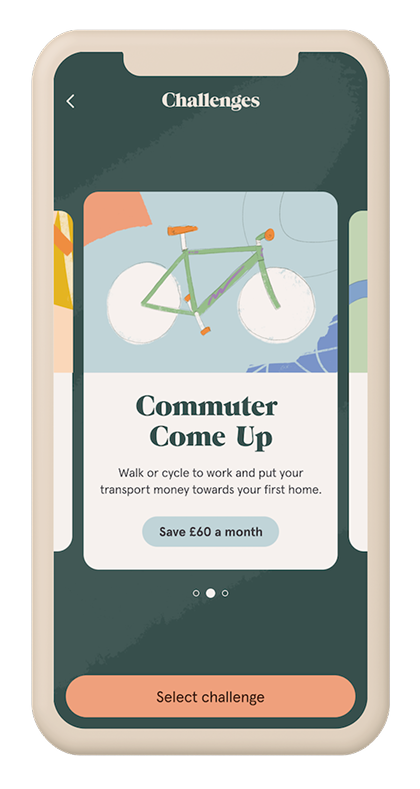 Challenges
Commuter
Come Up
Walk or cycle to work and put your
transport money towards your first home.
Save £60 a month
Select challenge